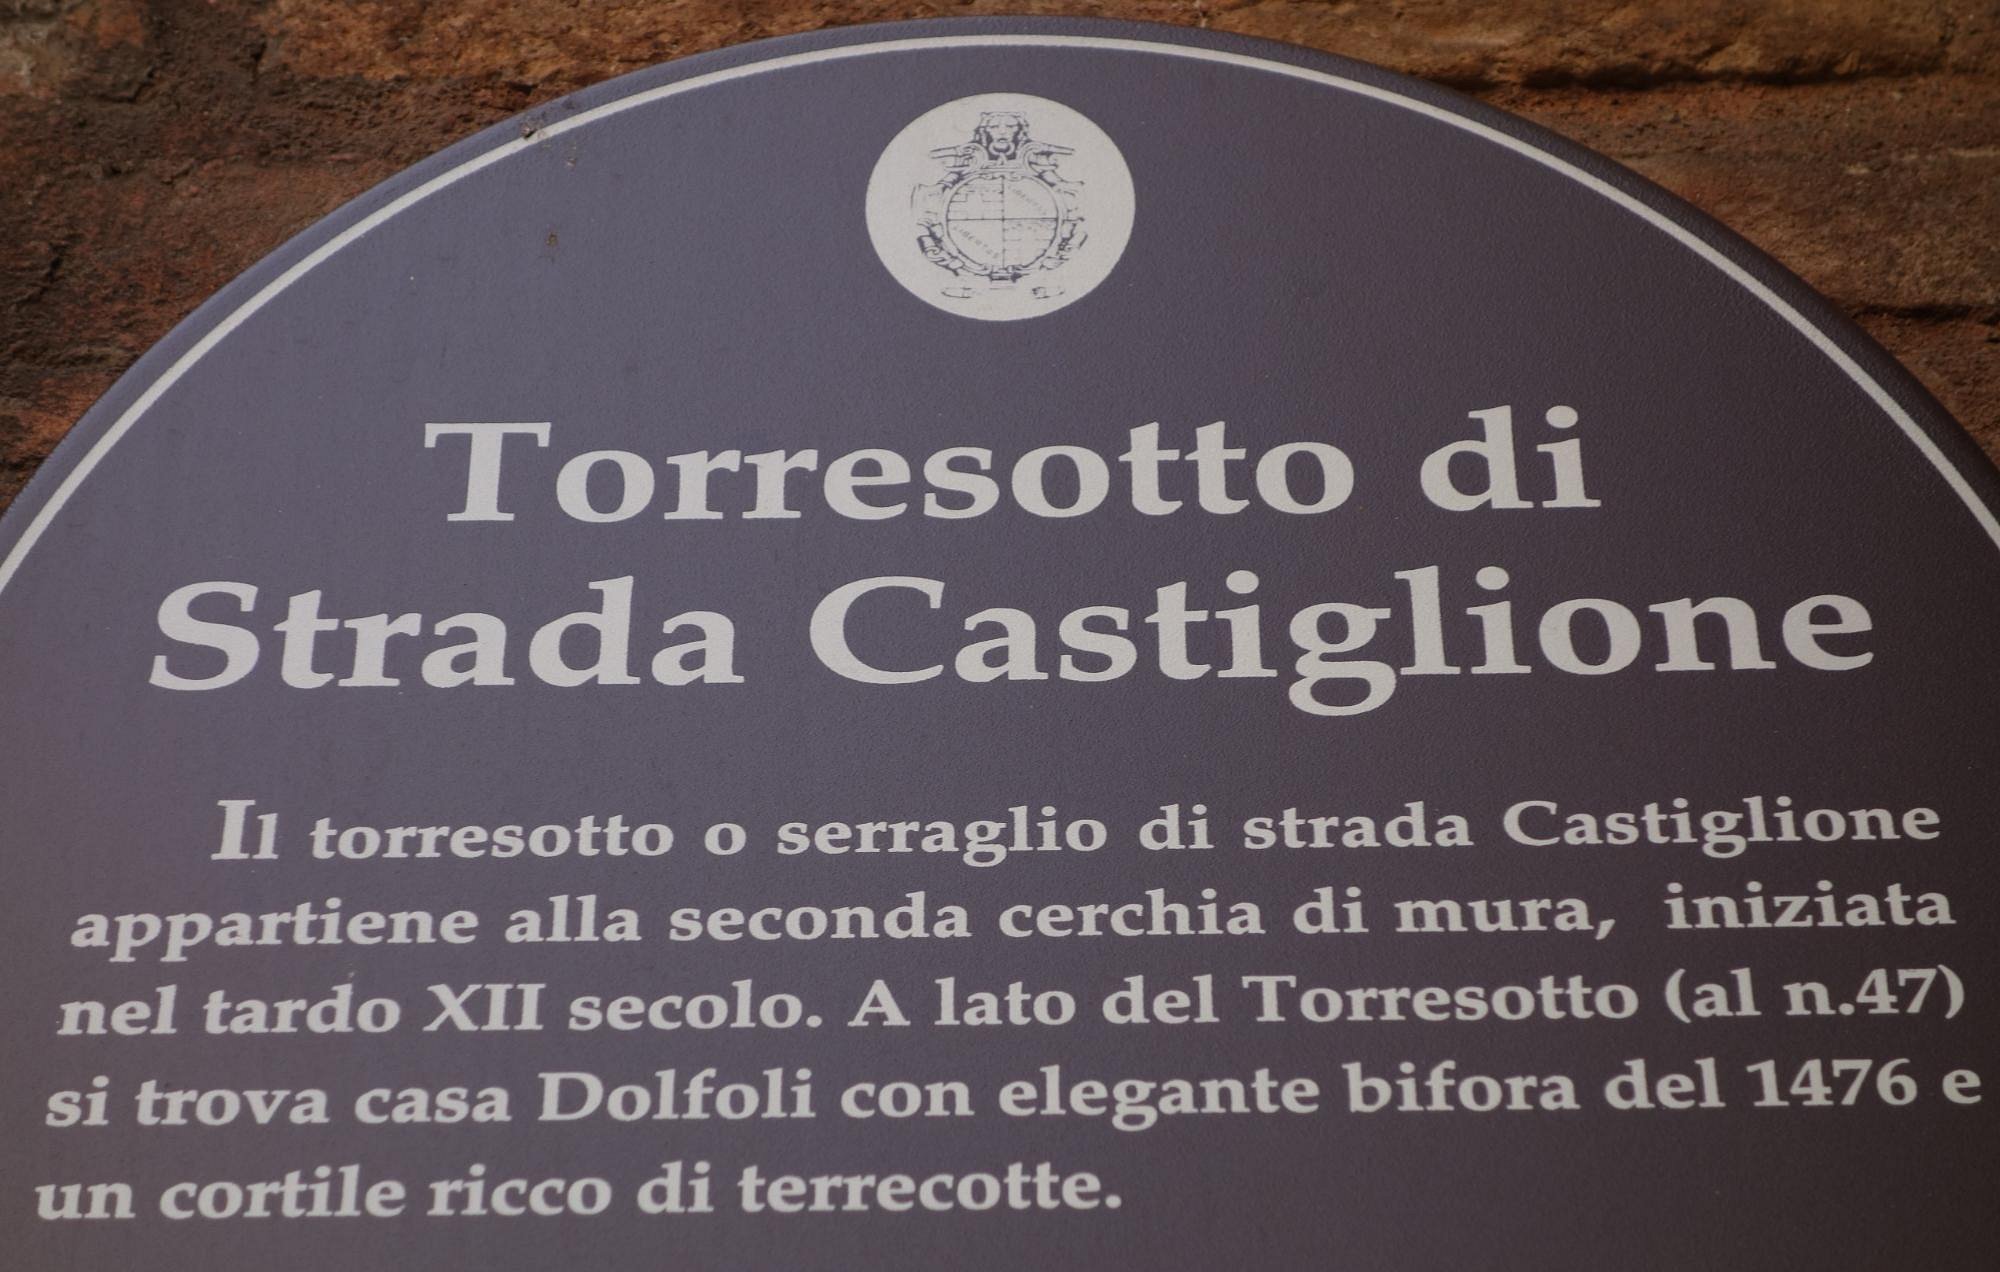 Torresotto di
Strada Castiglione
Il torresotto o serraglio di strada Castiglione
appartiene alla seconda cerchia di mura, iniziata
nel tardo XII secolo. A lato del Torresotto (al n.47)
si trova casa Dolfoli con elegante bifora del 1476 e
un cortile ricco di terrecotte.